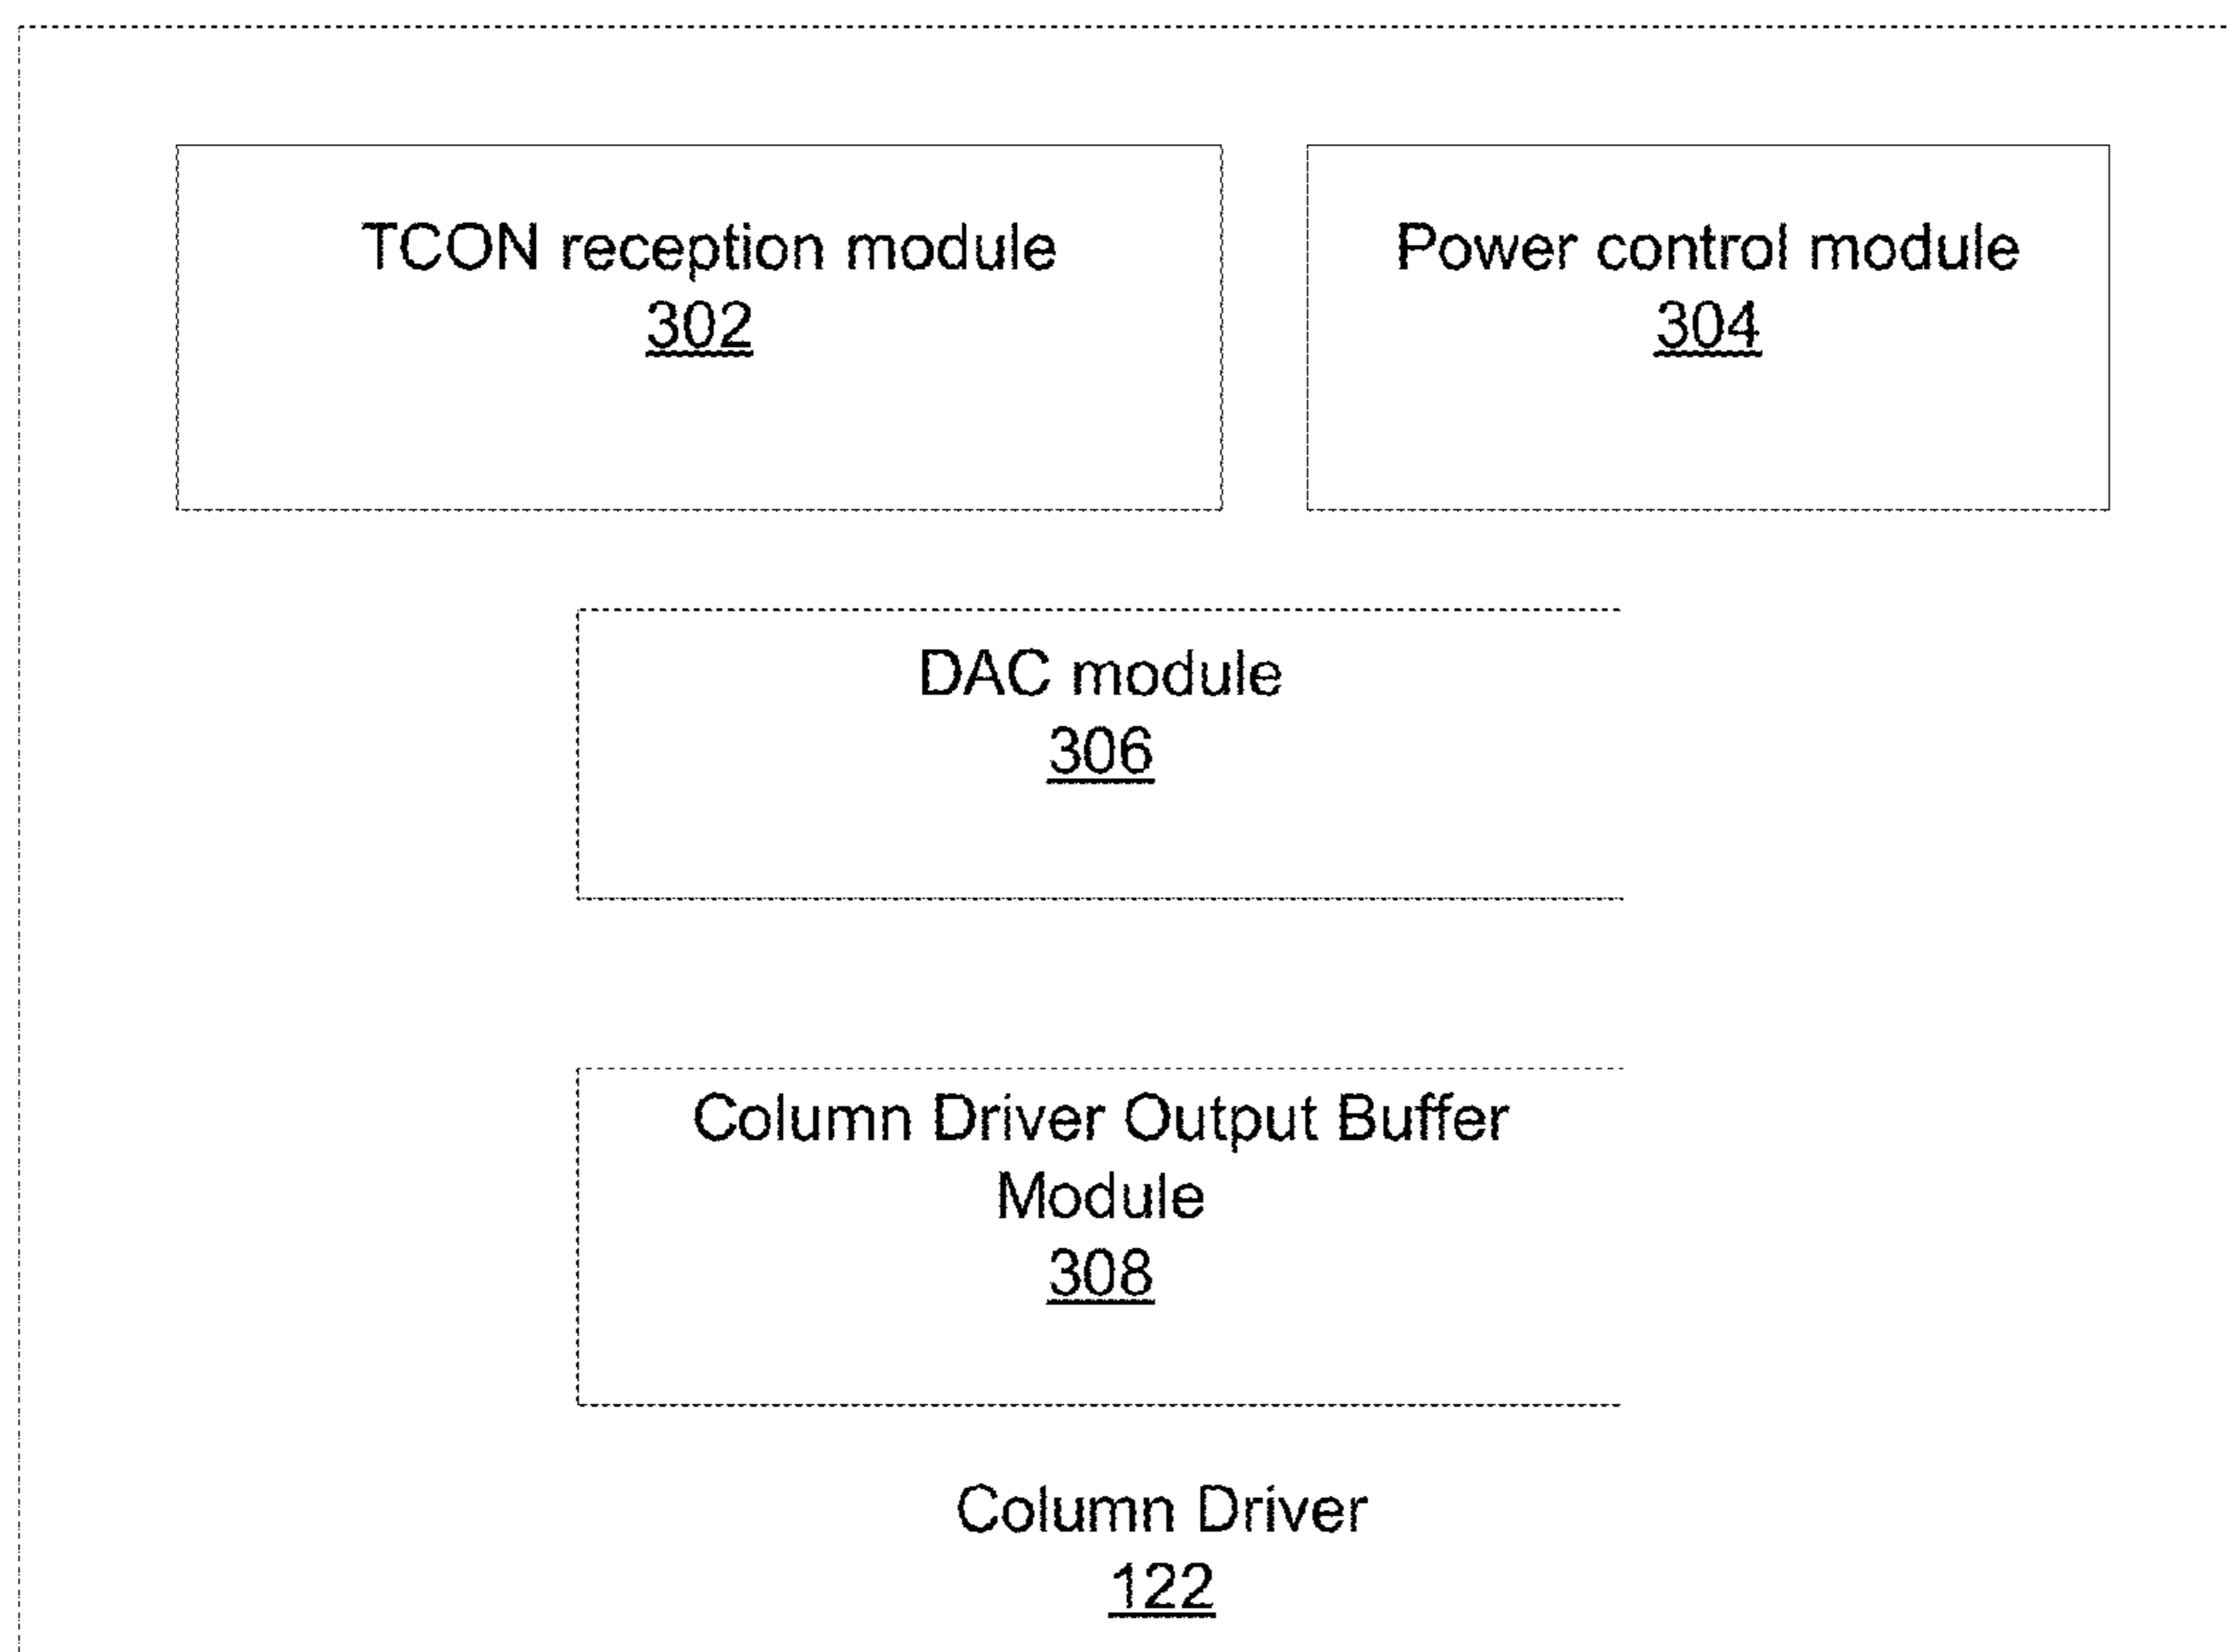 TCON reception module
302
Power control module
304
DAC module
306
Column Driver Output Buffer
Module
308
Column Driver
122